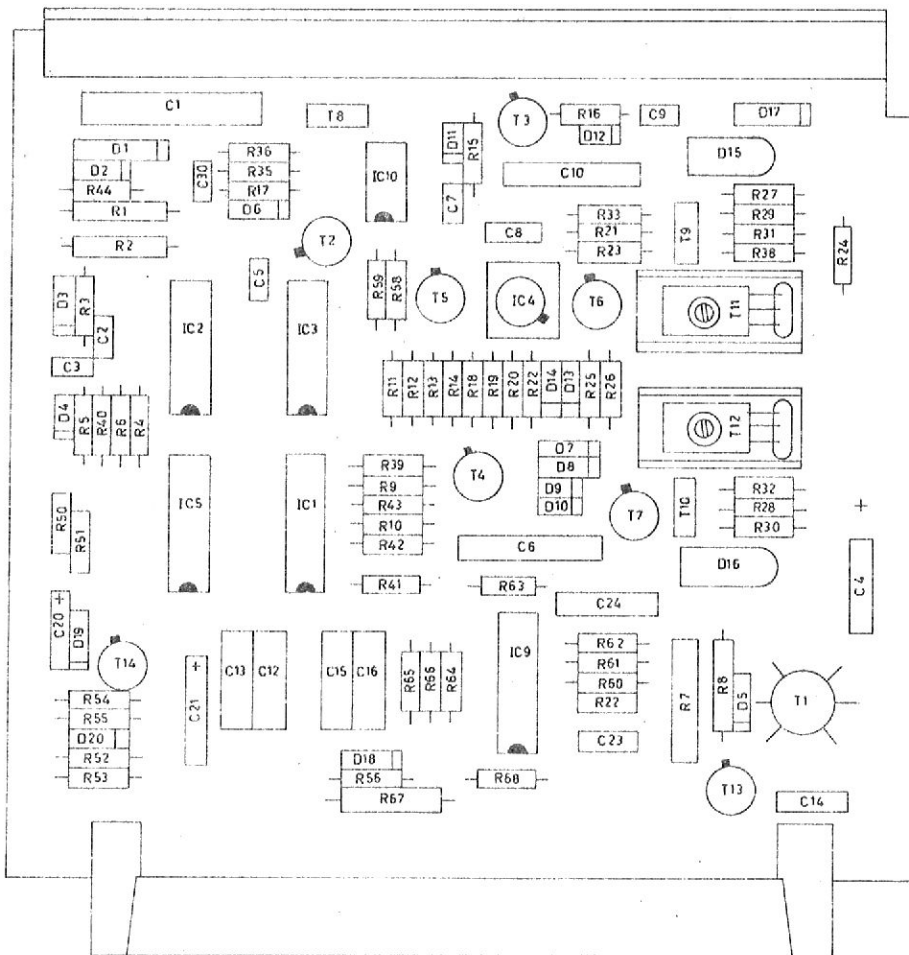 C1
T8
T3
R16
D12
C9
D17
D1
D2
R44
R1
R2
C30
R36
R35
R17
D6
IC10
D11
R15
C7
C10
D15
T2
C5
C8
R33
R21
R23
T9
R27
R29
R31
R38
R24
D3
R3
C2
C3
IC2
IC3
R59
R58
T5
IC4
T6
T11
D4
R5
R40
R6
R4
R11
R12
R13
R14
R18
R19
R20
R22
D14
D13
R25
R26
T12
IC5
IC1
R39
R9
R43
R10
R42
R41
T4
D7
D8
D9
D10
T7
T10
R32
R28
R30
+
C4
R50
R51
C6
R63
D16
C24
+
C20
D19
T14
+
C21
C13
C12
C15
C16
R65
R66
R64
IC9
R62
R61
R60
R22
C23
R7
R8
D5
T1
R54
R55
D20
R52
R53
D18
R56
R67
R68
T13
C14